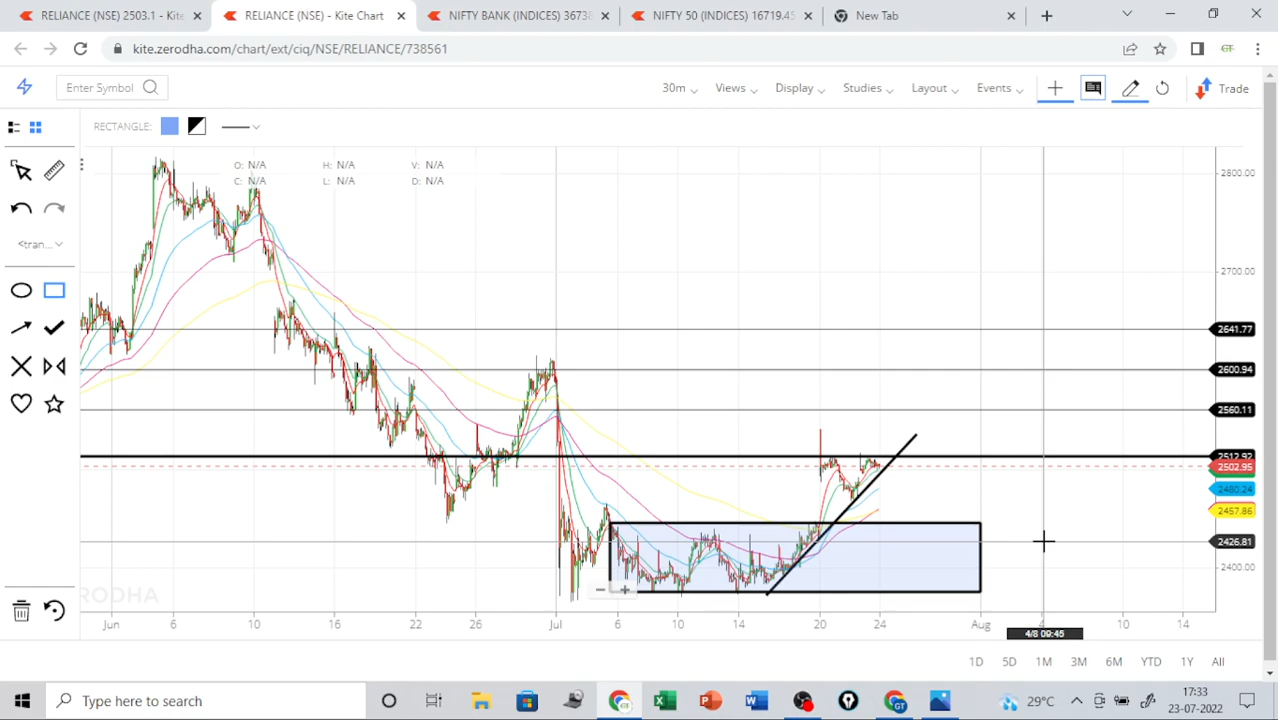 RELIANCE (NSE) 2503.1 - Kite
RELIANCE (NSE) - Kite Chart
NIFTY BANK (INDICES) 36738
NIFTY 50 (INDICES) 16719.45
New Tab
kite.zerodha.com/chart/ext/ciq/NSE/RELIANCE/738561
Enter Symbol
30m
Views
Display
Studies
Layout
Events
Trade
RECTANGLE:
O: N/A
H: N/A
V: N/A
C: N/A
L: N/A
D: N/A
<tran...
2800.00
2700.00
2641.77
2600.94
2560.11
2512.92
2502.95
2480.24
2457.86
2426.81
2400.00
RODHA
Jun
6
10
16
22
26
Jul
6
10
14
20
24
Aug
10
14
4/8 09:45
1D
5D
1M
3M
6M
YTD
1Y
All
Type here to search
29°C
17:33
23-07-2022